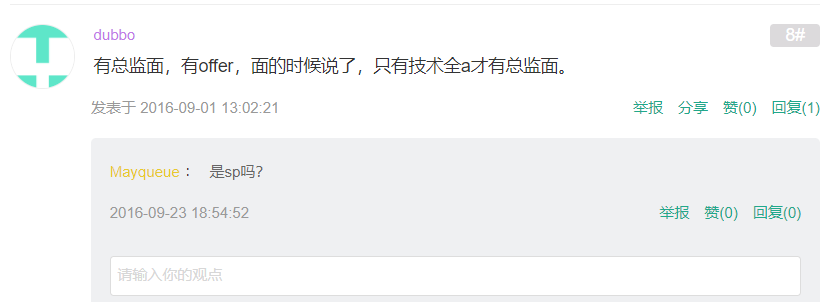 dubbo
8#
有总监面，有offer，面的时候说了，只有技术全a才有总监面。
发表于 2016-09-01 13:02:21 举报 分享 赞(0) 回复(1)
Mayqueue： 是sp吗?
2016-09-23 18:54:52 举报 赞(0) 回复(0)
请输入你的观点